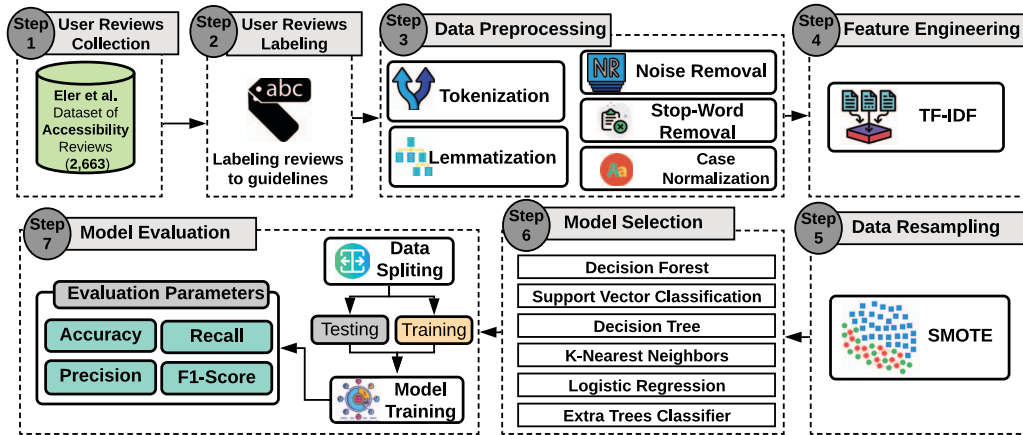 Step
1
User Reviews
Collection
Eler et al.
Dataset of
Accessibility
Reviews
(2,663)
Step
2
User Reviews
Labeling
abc
Labeling reviews
to guidelines
Step
3
Data Preprocessing
Tokenization
Lemmatization
NR
Noise Removal
Stop-Word
Removal
Aa
Case
Normalization
Step
4
Feature Engineering
TF-IDF
Step
5
Data Resampling
SMOTE
Step
6
Model Selection
Decision Forest
Support Vector Classification
Decision Tree
K-Nearest Neighbors
Logistic Regression
Extra Trees Classifier
Step
7
Model Evaluation
Data
Spliting
Testing
Training
Model
Training
Evaluation Parameters
Accuracy
Recall
Precision
F1-Score